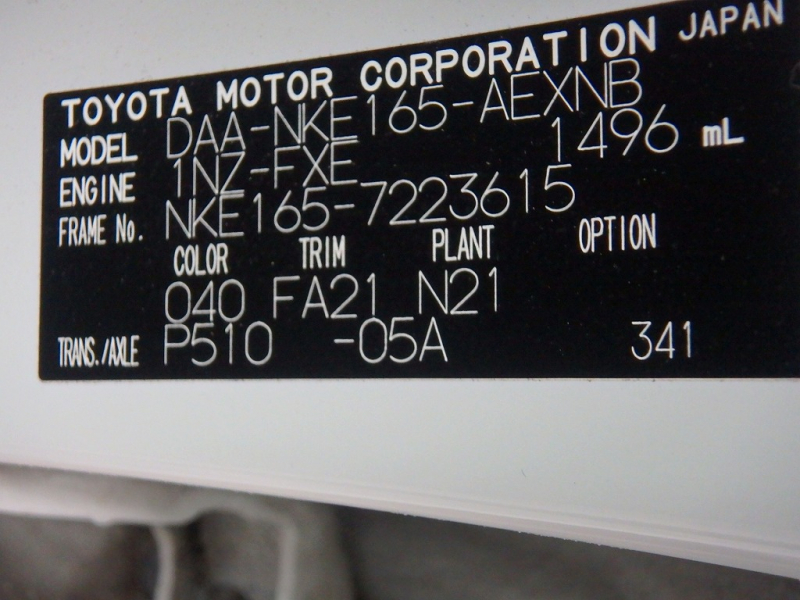 TOYOTA MOTOR CORPORATION JAPAN
MODEL DAA-NKE165-AEXNB
ENGINE 1NZ-FXE 1496 mL
FRAME No. NKE165-7223615
COLOR TRIM PLANT OPTION
040 FA21 N21
TRANS./AXLE P510 -05A 341